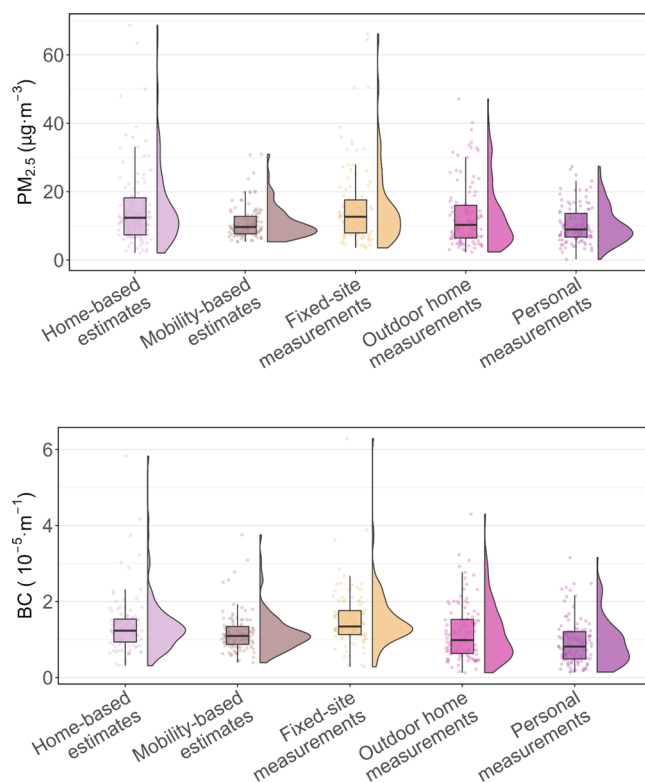 PM2.5 (μg·m−3)
60
40
20
0
Home-based
estimates
Mobility-based
estimates
Fixed-site
measurements
Outdoor home
measurements
Personal
measurements
BC ( 10−5·m−1)
6
4
2
0
Home-based
estimates
Mobility-based
estimates
Fixed-site
measurements
Outdoor home
measurements
Personal
measurements